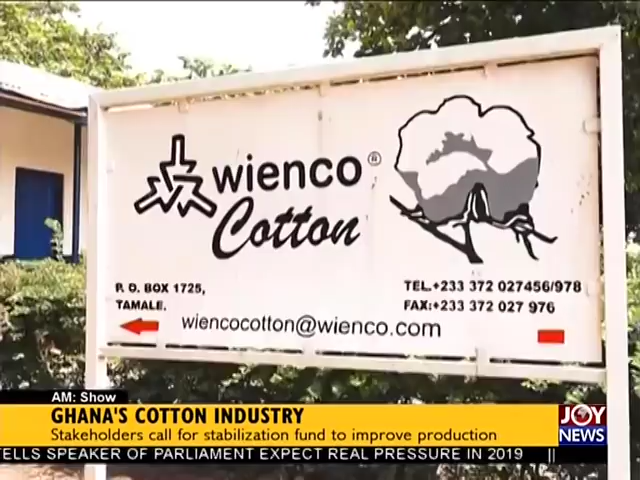 wienco®
Cotton
P. O. BOX 1725,
TAMALE.
TEL.+233 372 027456/978
FAX:+233 372 027 976
wiencocotton@wienco.com
AM: Show
GHANA'S COTTON INDUSTRY
Stakeholders call for stabilization fund to improve production
JOY
NEWS
TELLS SPEAKER OF PARLIAMENT EXPECT REAL PRESSURE IN 2019 ||